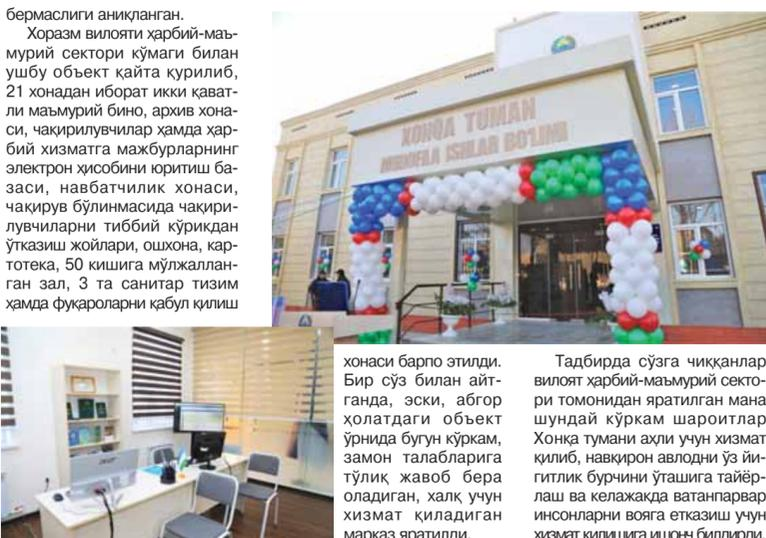 бермаслиги аниқланган.
Хоразм вилояти ҳарбий-маъ-
мурий сектори кўмаги билан
ушбу объект қайта қурилиб,
21 хонадан иборат икки қават-
ли маъмурий бино, архив хона-
си, чақирилувчилар ҳамда ҳар-
бий хизматга мажбурларнинг
электрон ҳисобини юритиш ба-
заси, навбатчилик хонаси,
чақирув бўлинмасида чақири-
лувчиларни тиббий кўрикдан
ўтказиш жойлари, ошхона, кар-
тотека, 50 кишига мўлжаллан-
ган зал, 3 та санитар тизим
ҳамда фуқароларни қабул қилиш
XONQA TUMAN
MUDOFAA ISHLAR BO'LIMI
хонаси барпо этилди.
Бир сўз билан айт-
ганда, эски, абгор
ҳолатдаги объект
ўрнида бугун кўркам,
замон талабларига
тўлиқ жавоб бера
оладиган, халқ учун
хизмат қиладиган
марказ яратилди.
Тадбирда сўзга чиққанлар
вилоят ҳарбий-маъмурий секто-
ри томонидан яратилган мана
шундай кўркам шароитлар
Хонқа тумани аҳли учун хизмат
қилиб, навқирон авлодни ўз йи-
гитлик бурчини ўташига тайёр-
лаш ва келажакда ватанпарвар
инсонларни вояга етказиш учун
хизмат қилишига ишонч билдирди.